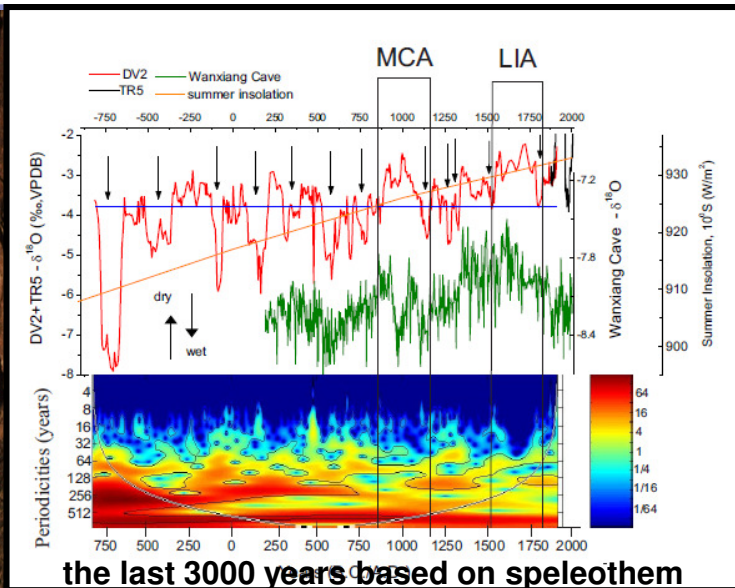 MCA LIA
DV2 Wanxiang Cave
TR5 summer insolation
-750 -500 -250 0 250 500 750 1000 1250 1500 1750 2000
-2
-3
-4
-5
-6
-7
-8
DV2+TR5 - δ18O (‰,VPDB)
dry
wet
-7.2
-7.8
-8.4
Wanxiang Cave - δ18O
930
920
910
900
Summer Insolation, 10°S (W/m²)
4
8
16
32
64
128
256
512
Periodicities (years)
64
16
4
1
1/4
1/16
1/64
750 500 250 0 250 500 750 1000 1250 1500 1750 2000
the last 3000 years based on speleothem